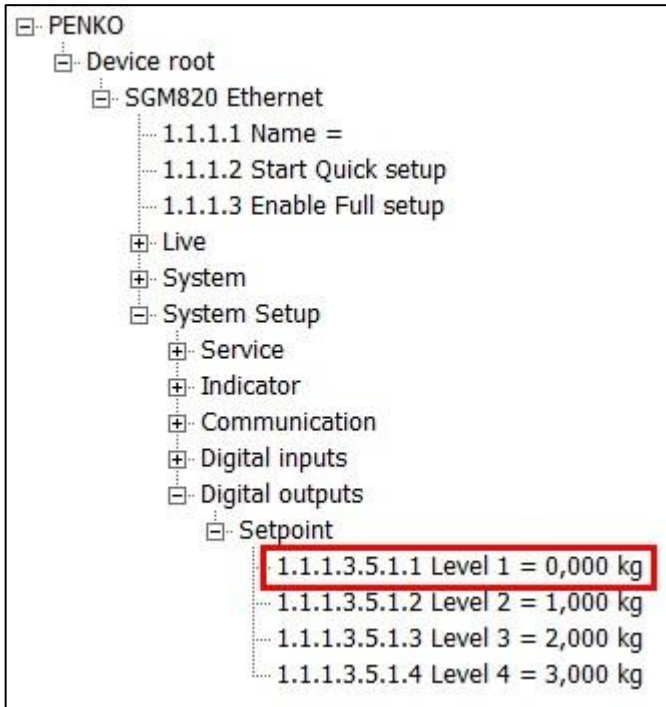 PENKO
Device root
SGM820 Ethernet
1.1.1.1 Name =
1.1.1.2 Start Quick setup
1.1.1.3 Enable Full setup
Live
System
System Setup
Service
Indicator
Communication
Digital inputs
Digital outputs
Setpoint
1.1.1.3.5.1.1 Level 1 = 0,000 kg
1.1.1.3.5.1.2 Level 2 = 1,000 kg
1.1.1.3.5.1.3 Level 3 = 2,000 kg
1.1.1.3.5.1.4 Level 4 = 3,000 kg